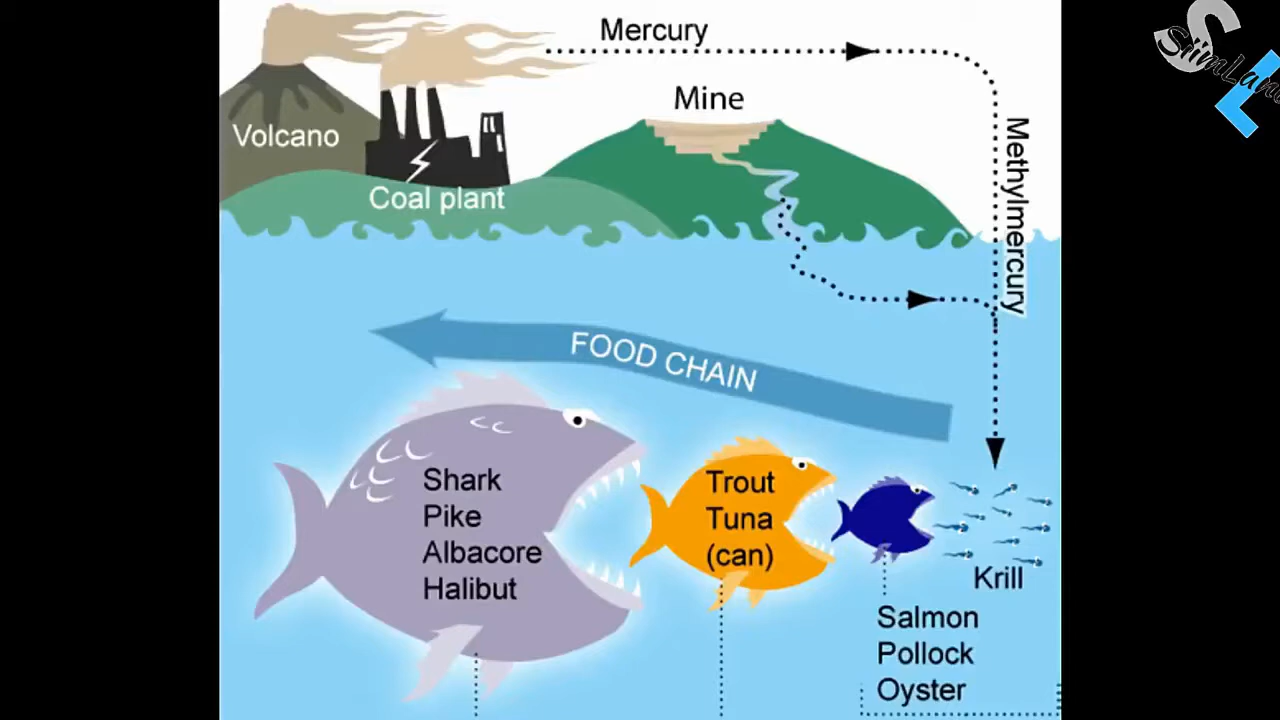 Mercury
Mine
Volcano
Coal plant
Methylmercury
FOOD CHAIN
Shark
Pike
Albacore
Halibut
Trout
Tuna
(can)
Krill
Salmon
Pollock
Oyster